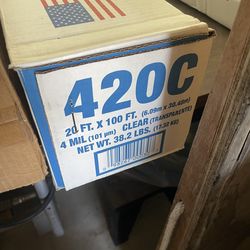 420C
20 FT. X 100 FT. (6.09m x 30.48m)
4 MIL (101 µm) CLEAR (TRANSPARENTE)
NET WT. 38.2 LBS. (17.32 KG)